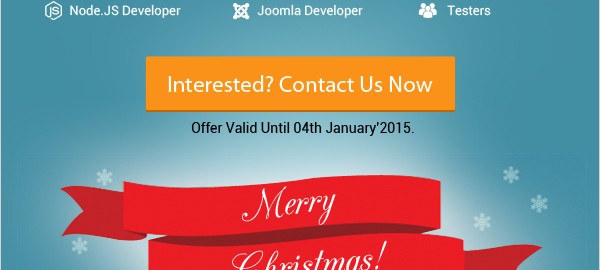 Node.JS Developer Joomla Developer Testers
Interested? Contact Us Now
Offer Valid Until 04th January'2015.
Merry
Christmas!